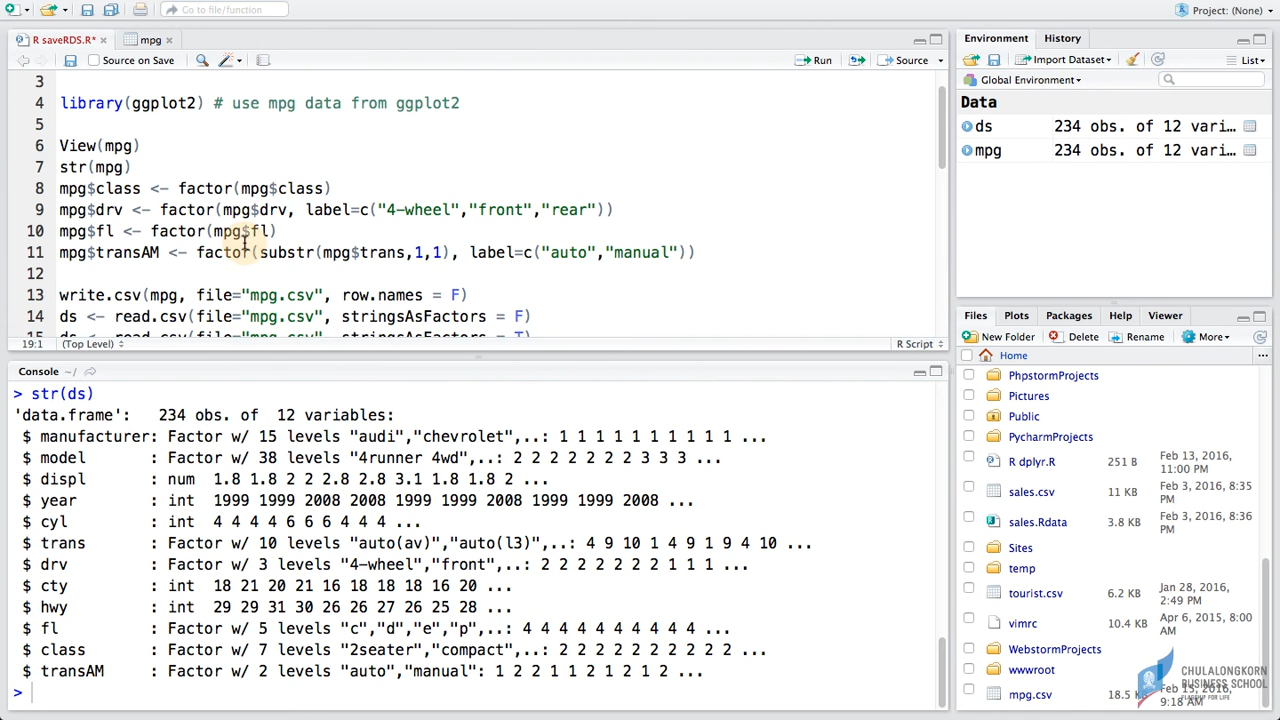 Go to file/function
Project: (None)
R saveRDS.R*
mpg
Source on Save
Run
Source
3
4 library(ggplot2) # use mpg data from ggplot2
5
6 View(mpg)
7 str(mpg)
8 mpg$class <- factor(mpg$class)
9 mpg$drv <- factor(mpg$drv, label=c("4-wheel","front","rear"))
10 mpg$fl <- factor(mpg$fl)
11 mpg$transAM <- factor(substr(mpg$trans,1,1), label=c("auto","manual"))
12
13 write.csv(mpg, file="mpg.csv", row.names = F)
14 ds <- read.csv(file="mpg.csv", stringsAsFactors = F)
15 ds <- read.csv(file="mpg.csv", stringsAsFactors = T)
19:1 (Top Level) R Script
Console ~/
> str(ds)
'data.frame': 234 obs. of 12 variables:
$ manufacturer: Factor w/ 15 levels "audi","chevrolet",..: 1 1 1 1 1 1 1 1 1 1 ...
$ model : Factor w/ 38 levels "4runner 4wd",..: 2 2 2 2 2 2 2 3 3 3 ...
$ displ : num 1.8 1.8 2 2 2.8 2.8 3.1 1.8 1.8 2 ...
$ year : int 1999 1999 2008 2008 1999 1999 2008 1999 1999 2008 ...
$ cyl : int 4 4 4 4 6 6 6 4 4 4 ...
$ trans : Factor w/ 10 levels "auto(av)","auto(l3)",..: 4 9 10 1 4 9 1 9 4 10 ...
$ drv : Factor w/ 3 levels "4-wheel","front",..: 2 2 2 2 2 2 2 1 1 1 ...
$ cty : int 18 21 20 21 16 18 18 18 16 20 ...
$ hwy : int 29 29 31 30 26 26 27 26 25 28 ...
$ fl : Factor w/ 5 levels "c","d","e","p",..: 4 4 4 4 4 4 4 4 4 4 ...
$ class : Factor w/ 7 levels "2seater","compact",..: 2 2 2 2 2 2 2 2 2 2 ...
$ transAM : Factor w/ 2 levels "auto","manual": 1 2 2 1 1 2 1 2 1 2 ...
>
Environment History
Import Dataset List
Global Environment
Data
ds 234 obs. of 12 vari…
mpg 234 obs. of 12 vari…
Files Plots Packages Help Viewer
New Folder Delete Rename More
Home ...
PhpstormProjects
Pictures
Public
PycharmProjects
R dplyr.R 251 B Feb 13, 2016, 11:00 PM
sales.csv 11 KB Feb 3, 2016, 8:35 PM
sales.Rdata 3.8 KB Feb 3, 2016, 8:36 PM
Sites
temp
tourist.csv 6.2 KB Jan 28, 2016, 2:49 PM
vimrc 10.4 KB Apr 6, 2015, 8:00 AM
WebstormProjects
wwwroot
mpg.csv 18.5 K Feb 15, 2016, 9:18 AM
CHULALONGKORN
BUSINESS SCHOOL
FLAGSHIP FOR LIFE